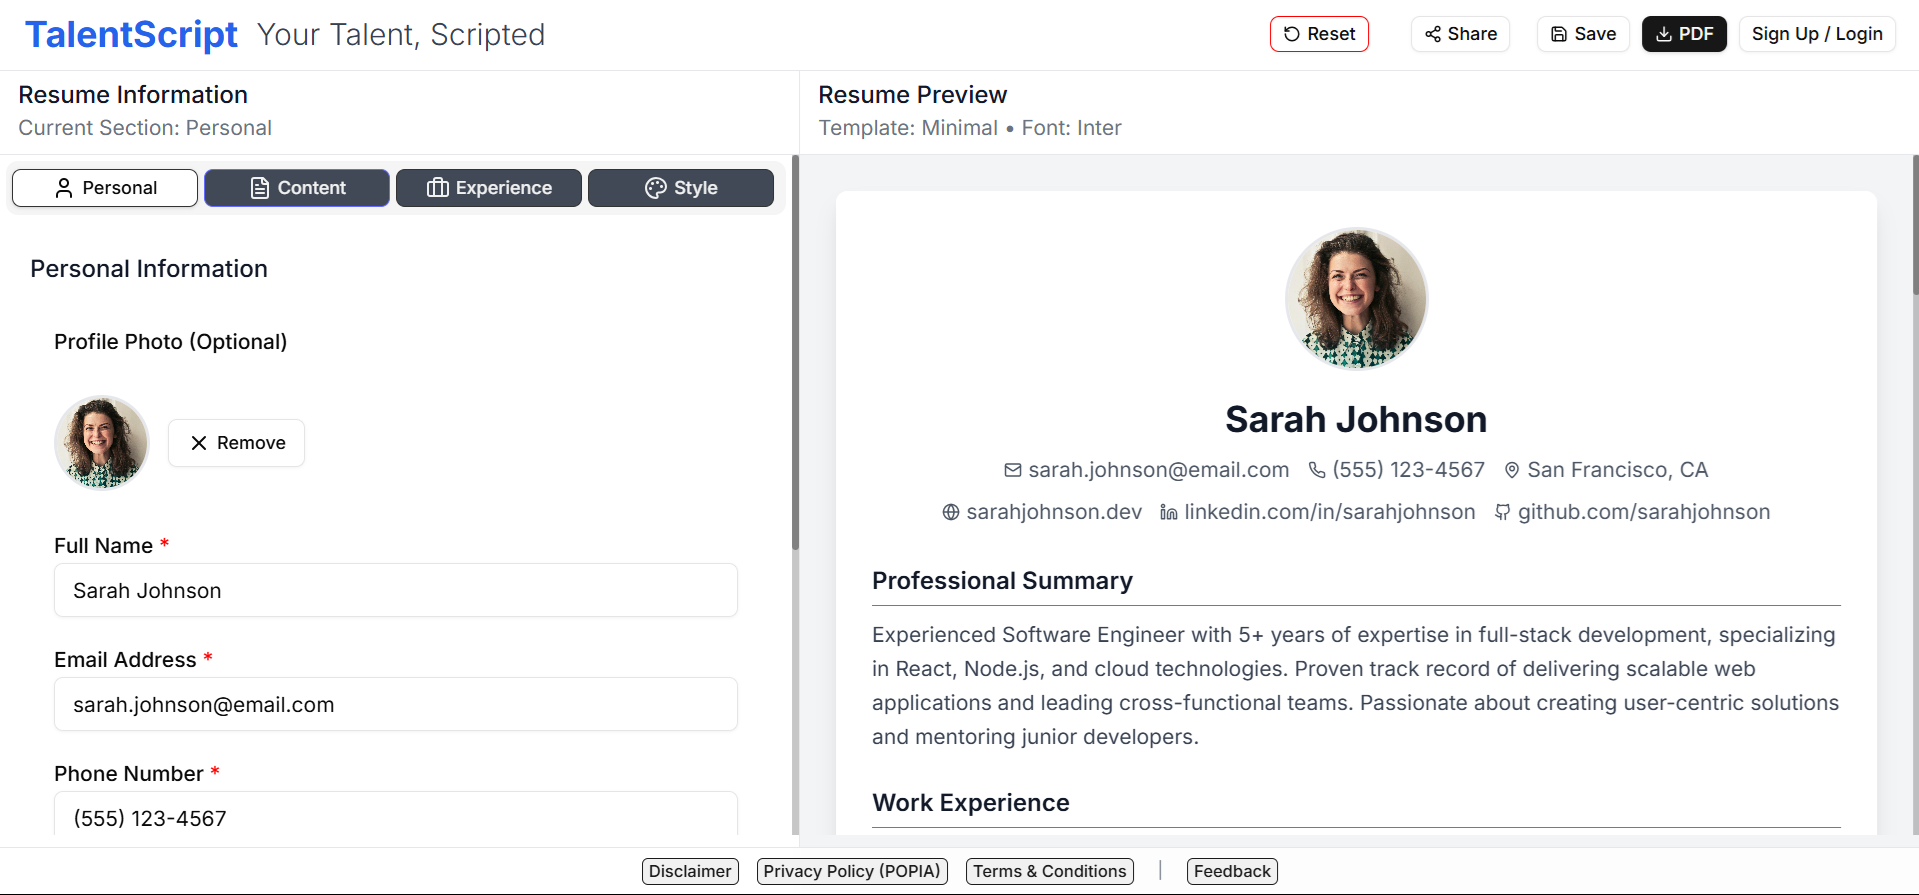 TalentScript Your Talent, Scripted
Reset
Share
Save
PDF
Sign Up / Login
Resume Information
Current Section: Personal
Personal
Content
Experience
Style
Personal Information
Profile Photo (Optional)
Remove
Full Name *
Sarah Johnson
Email Address *
sarah.johnson@email.com
Phone Number *
(555) 123-4567
Resume Preview
Template: Minimal • Font: Inter
Sarah Johnson
sarah.johnson@email.com (555) 123-4567 San Francisco, CA
sarahjohnson.dev linkedin.com/in/sarahjohnson github.com/sarahjohnson
Professional Summary
Experienced Software Engineer with 5+ years of expertise in full-stack development, specializing
in React, Node.js, and cloud technologies. Proven track record of delivering scalable web
applications and leading cross-functional teams. Passionate about creating user-centric solutions
and mentoring junior developers.
Work Experience
Disclaimer
Privacy Policy (POPIA)
Terms & Conditions
|
Feedback